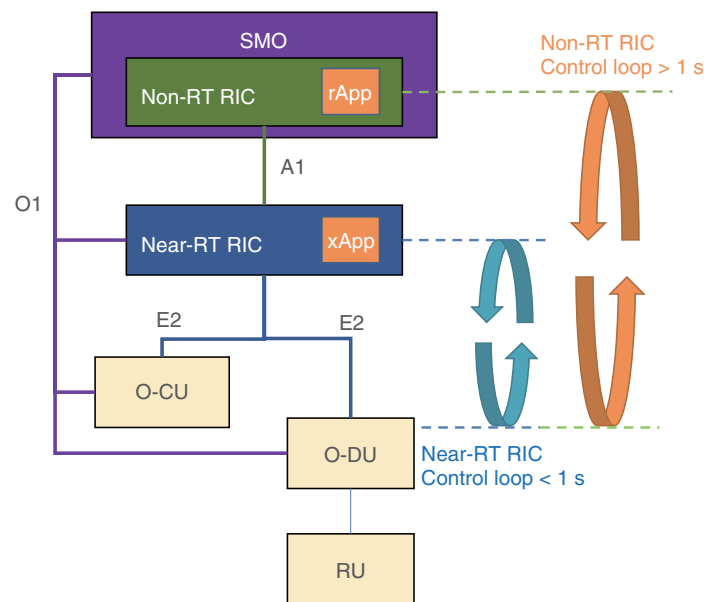 SMO
Non-RT RIC
rApp
Non-RT RIC
Control loop > 1 s
A1
O1
Near-RT RIC
xApp
E2
E2
O-CU
O-DU
Near-RT RIC
Control loop < 1 s
RU